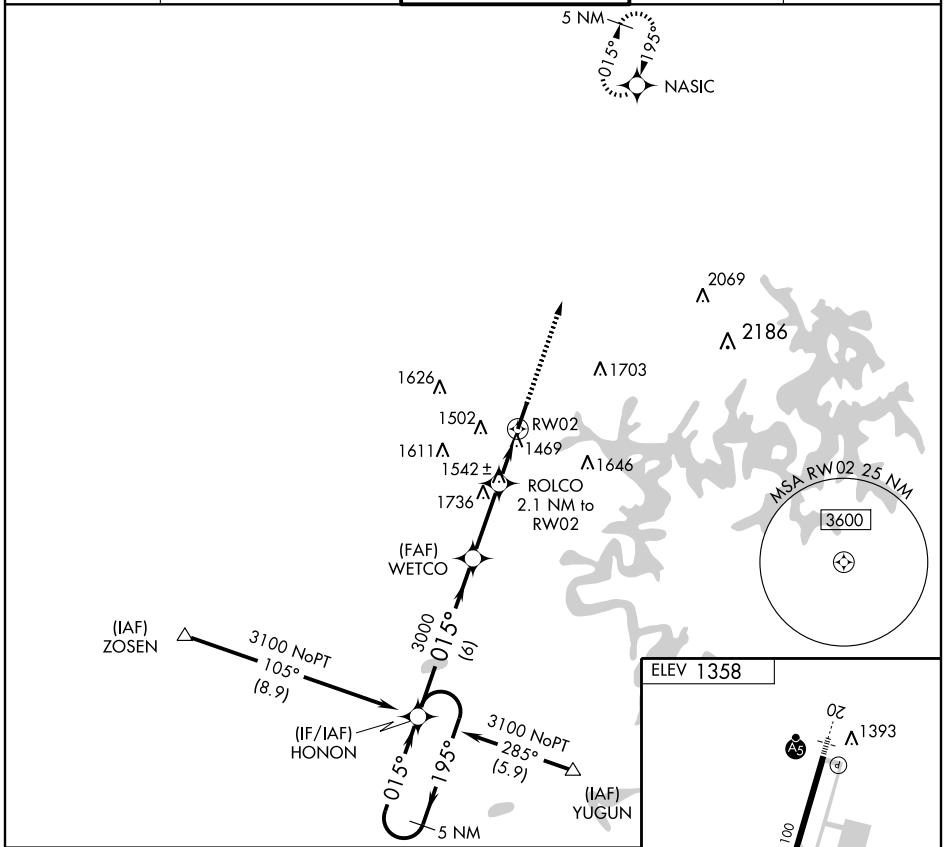 5 NM
015°
195°
NASIC
2069
2186
1703
1626
1502
RW02
1469
1611
1542 ±
1646
1736
ROLCO
2.1 NM to
RW02
MSA RW02 25 NM
3600
(FAF)
WETCO
(IAF)
ZOSEN
3100 NoPT
105°
(8.9)
3000
015°
(6)
(IF/IAF)
HONON
3100 NoPT
285°
(5.9)
(IAF)
YUGUN
015°
195°
5 NM
ELEV 1358
20
1393
A5
P
100